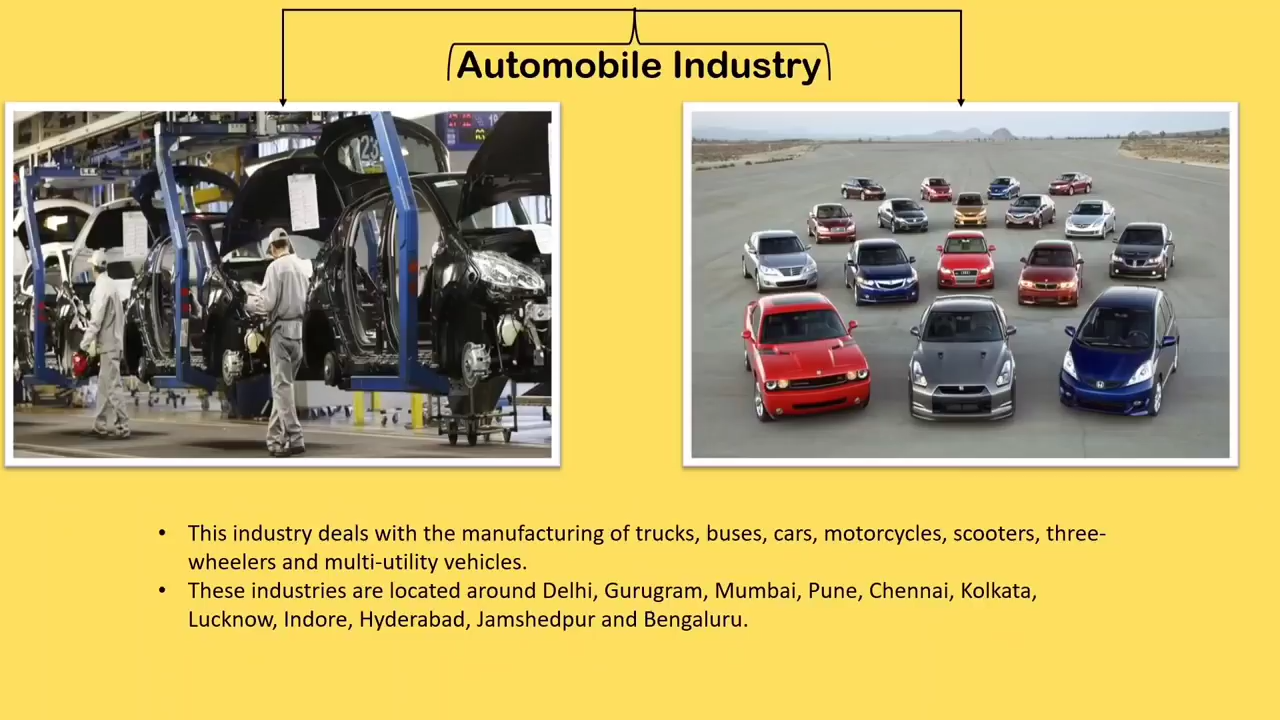 Automobile Industry
• This industry deals with the manufacturing of trucks, buses, cars, motorcycles, scooters, three-
wheelers and multi-utility vehicles.
• These industries are located around Delhi, Gurugram, Mumbai, Pune, Chennai, Kolkata,
Lucknow, Indore, Hyderabad, Jamshedpur and Bengaluru.